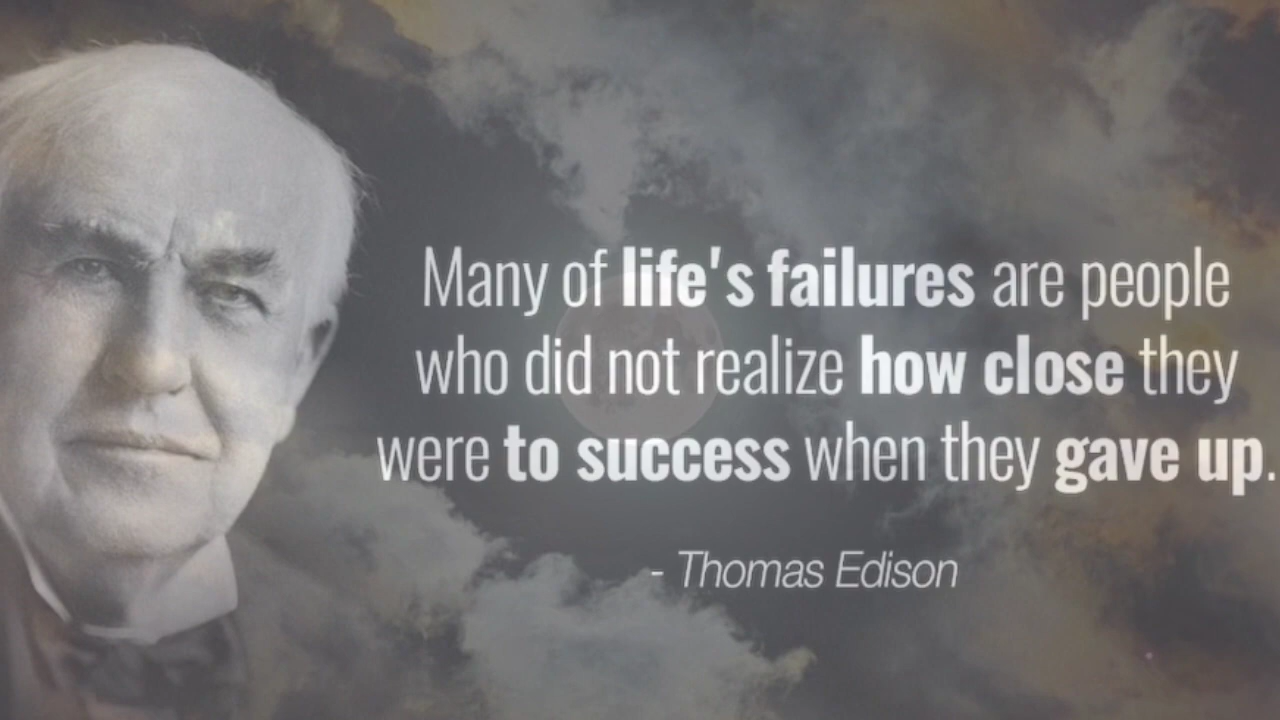 Many of life's failures are people
who did not realize how close they
were to success when they gave up.
- Thomas Edison